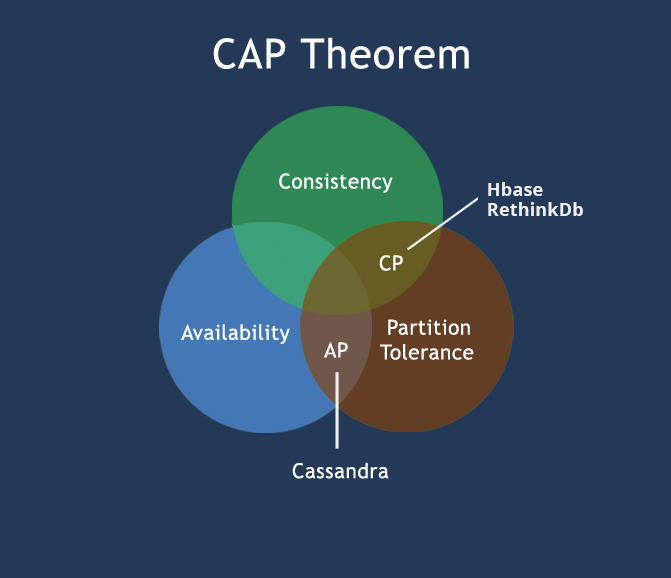 CAP Theorem
Consistency
Hbase
RethinkDb
CP
Availability
Partition
Tolerance
AP
Cassandra